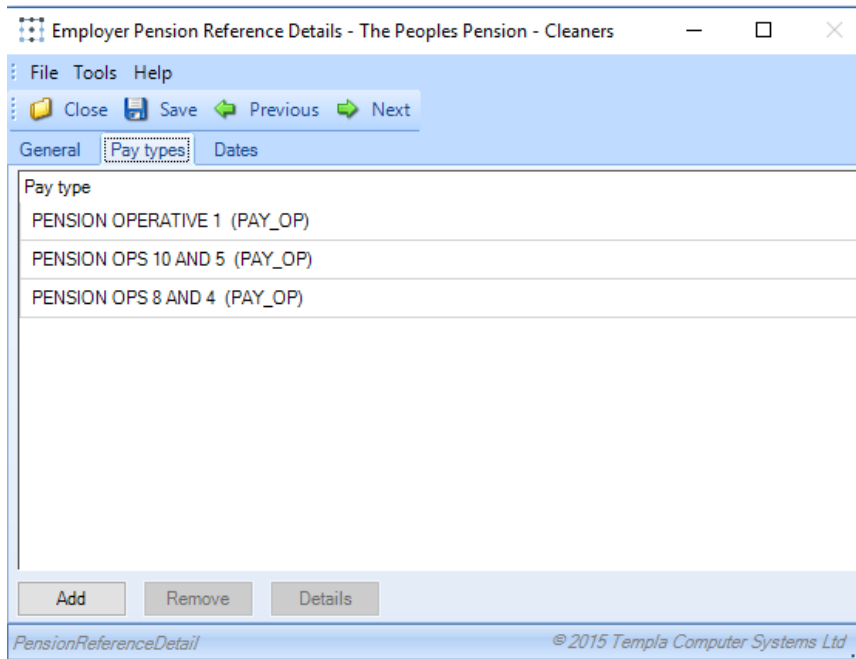 Employer Pension Reference Details - The Peoples Pension - Cleaners
File Tools Help
Close Save Previous Next
General Pay types Dates
Pay type
PENSION OPERATIVE 1 (PAY_OP)
PENSION OPS 10 AND 5 (PAY_OP)
PENSION OPS 8 AND 4 (PAY_OP)
Add Remove Details
PensionReferenceDetail © 2015 Templa Computer Systems Ltd